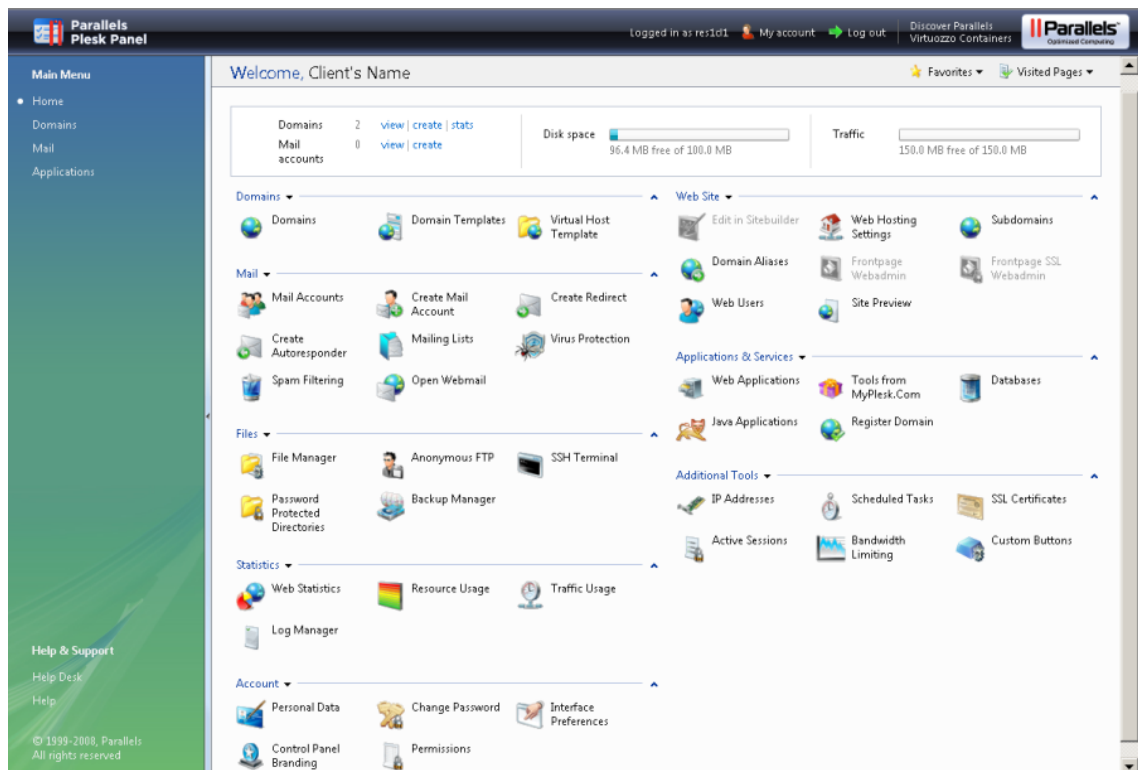 Parallels
Plesk Panel
Logged in as res1cl1 My account Log out
Discover Parallels
Virtuozzo Containers
Parallels
Optimized Computing
Main Menu
Home
Domains
Mail
Applications
Help & Support
Help Desk
Help
© 1999-2008, Parallels
All rights reserved
Welcome, Client's Name
Favorites Visited Pages
Domains 2 view | create | stats
Mail accounts 0 view | create
Disk space
96.4 MB free of 100.0 MB
Traffic
150.0 MB free of 150.0 MB
Domains
Domains
Domain Templates
Virtual Host
Template
Mail
Mail Accounts
Create Mail
Account
Create Redirect
Create
Autoresponder
Mailing Lists
Virus Protection
Spam Filtering
Open Webmail
Files
File Manager
Anonymous FTP
SSH Terminal
Password
Protected
Directories
Backup Manager
Statistics
Web Statistics
Resource Usage
Traffic Usage
Log Manager
Account
Personal Data
Change Password
Interface
Preferences
Control Panel
Branding
Permissions
Web Site
Edit in Sitebuilder
Web Hosting
Settings
Subdomains
Domain Aliases
Frontpage
Webadmin
Frontpage SSL
Webadmin
Web Users
Site Preview
Applications & Services
Web Applications
Tools from
MyPlesk.Com
Databases
Java Applications
Register Domain
Additional Tools
IP Addresses
Scheduled Tasks
SSL Certificates
Active Sessions
Bandwidth
Limiting
Custom Buttons